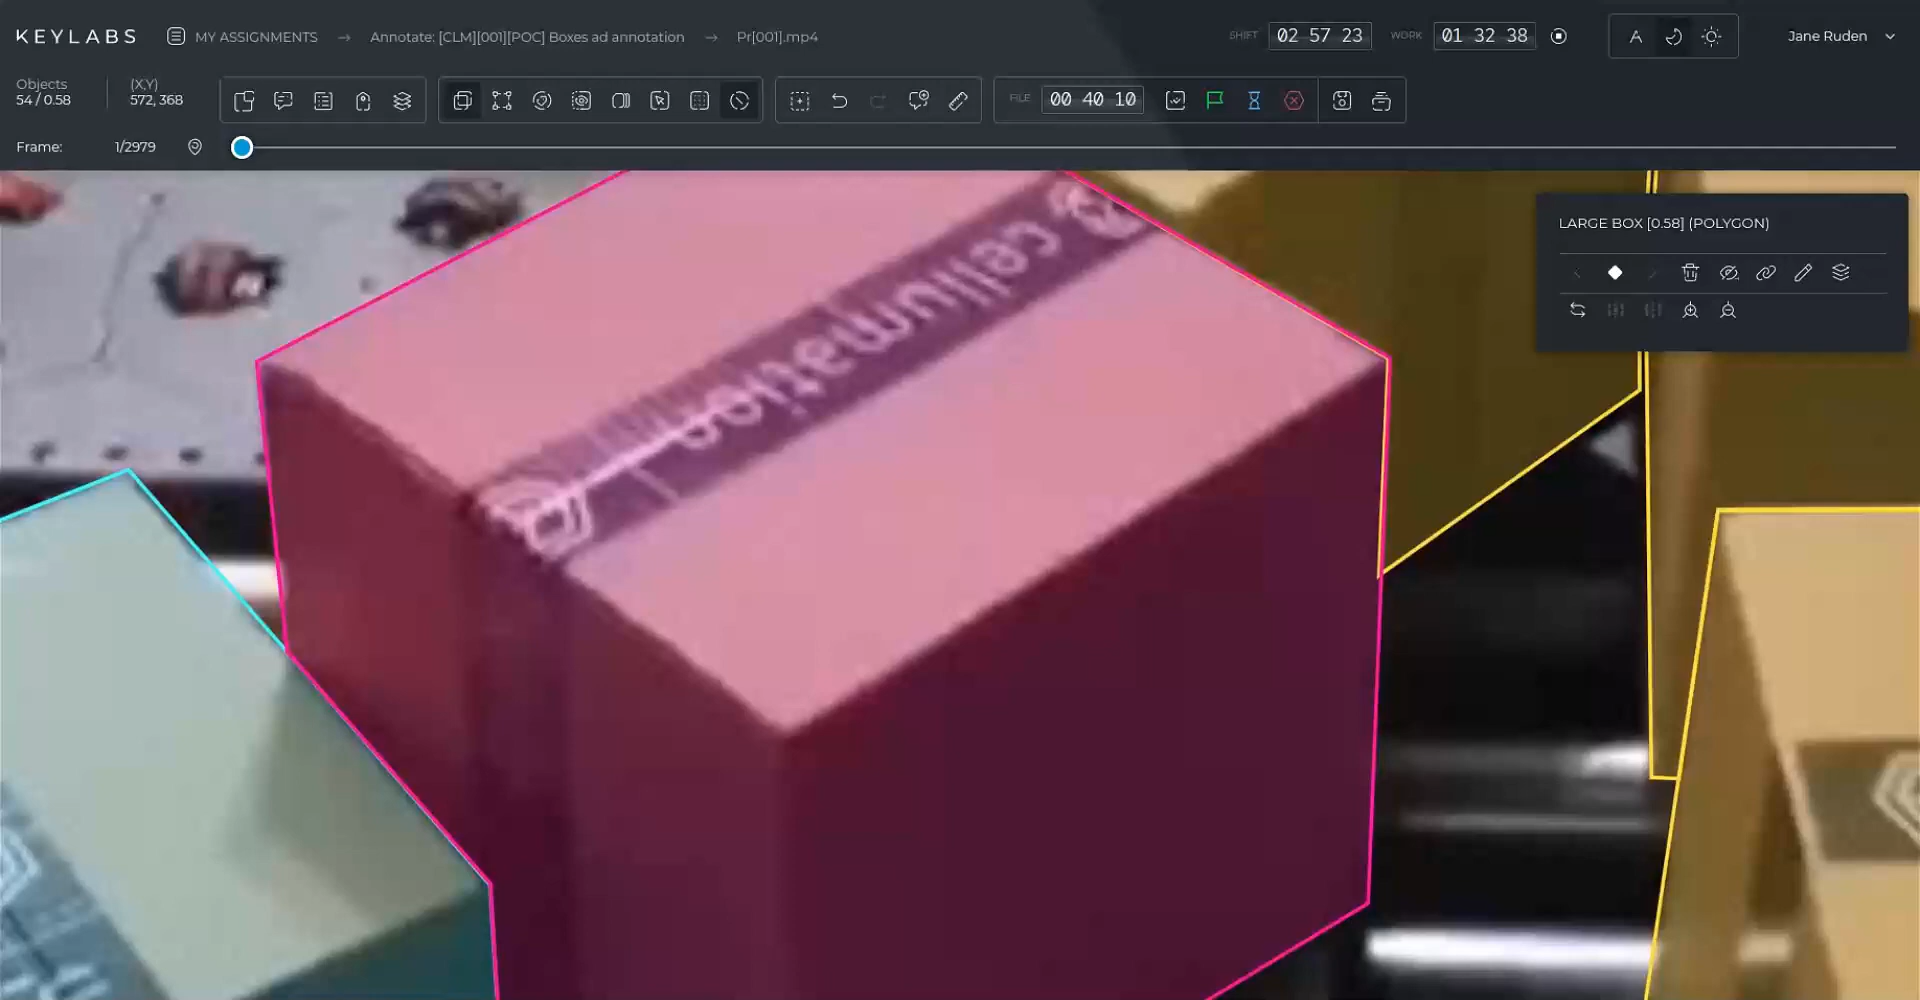 KEYLABS
MY ASSIGNMENTS → Annotate: [CLM][001][POC] Boxes ad annotation → Pr[001].mp4
SHIFT 02 57 23 WORK 01 32 38
A
Jane Ruden
Objects
54 / 0.58
(X,Y)
572, 368
FILE 00 40 10
Frame: 1/2979
LARGE BOX [0.58] (POLYGON)